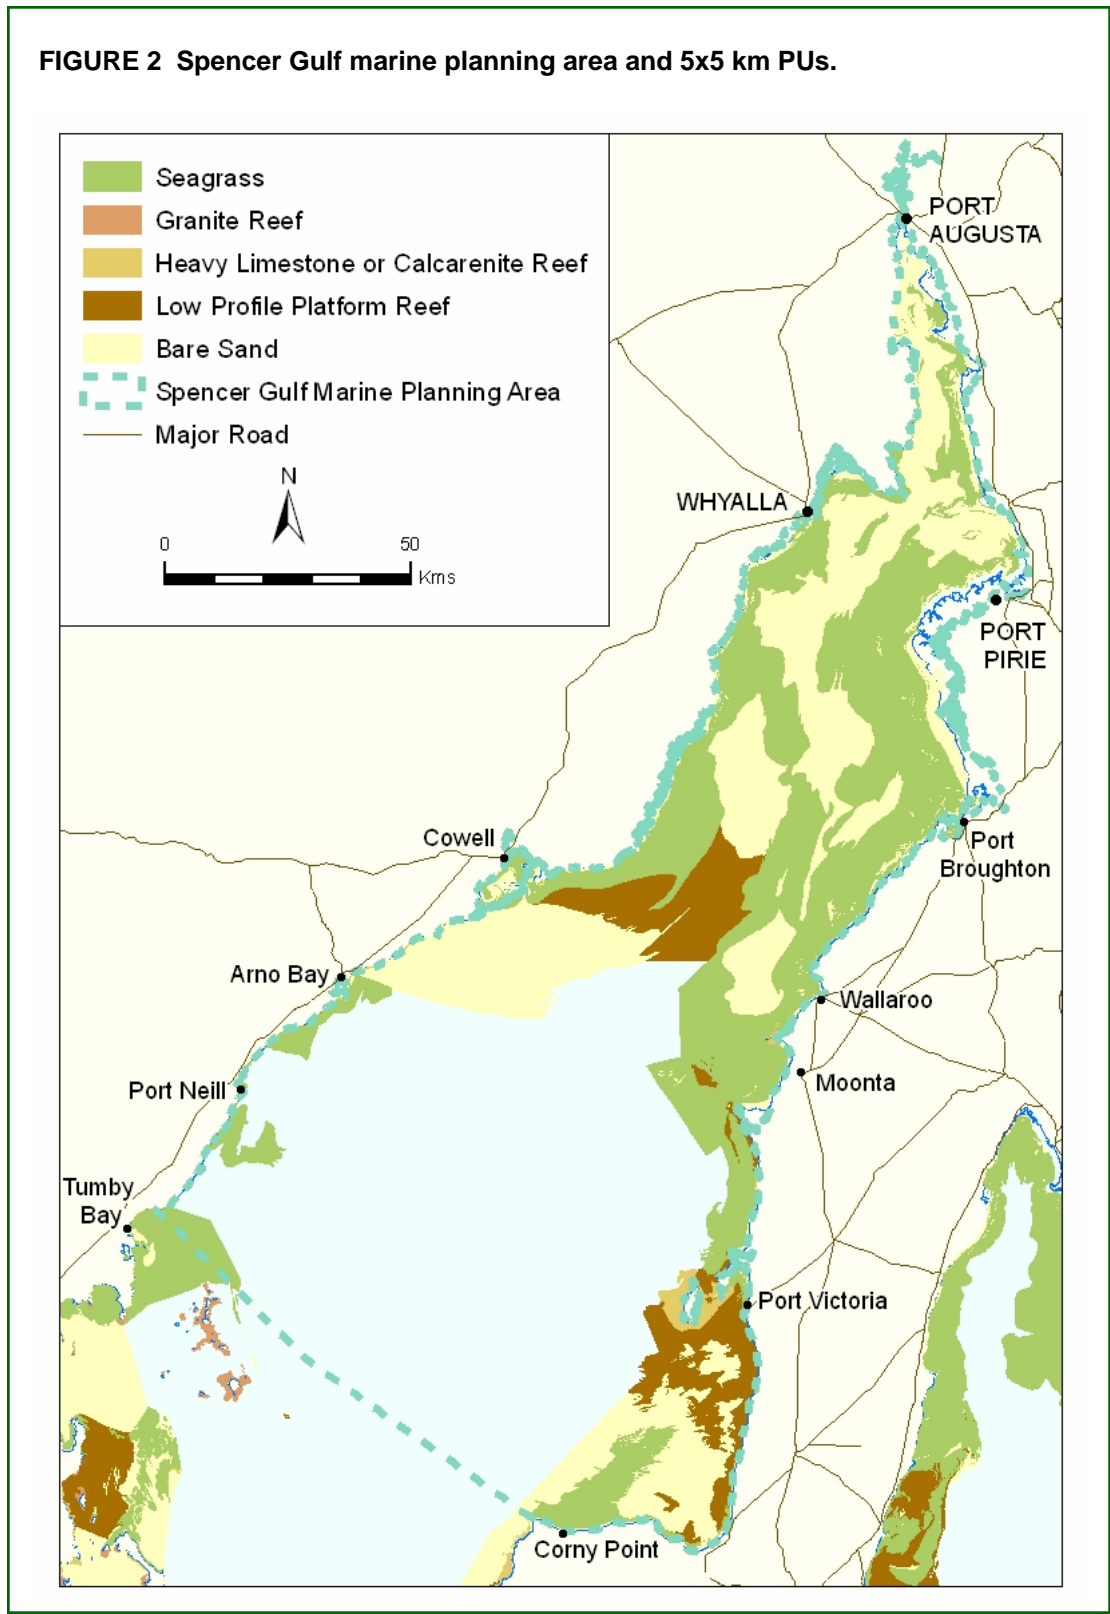 FIGURE 2  Spencer Gulf marine planning area and 5x5 km PUs.
Seagrass
Granite Reef
Heavy Limestone or Calcarenite Reef
Low Profile Platform Reef
Bare Sand
Spencer Gulf Marine Planning Area
Major Road
N
0
50
Kms
PORT
AUGUSTA
WHYALLA
PORT
PIRIE
Cowell
Port
Broughton
Arno Bay
Wallaroo
Moonta
Port Neill
Tumby
Bay
Port Victoria
Corny Point